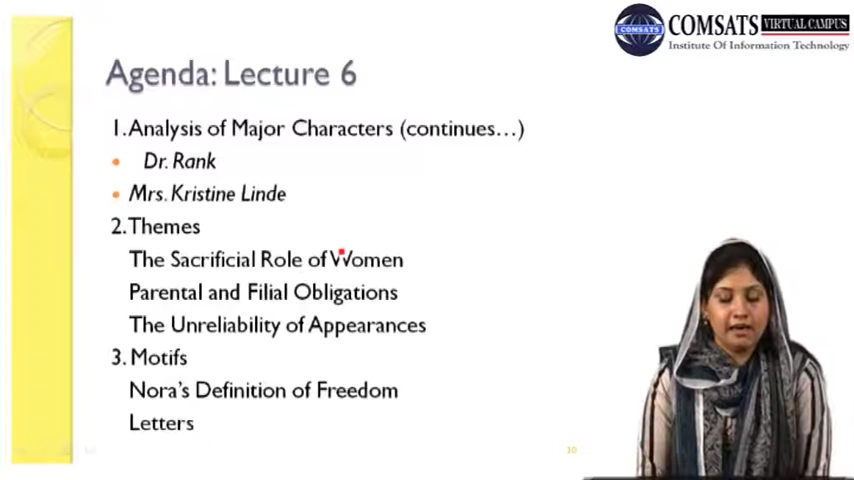 COMSATS VIRTUAL CAMPUS
Institute Of Information Technology
COMSATS
Agenda: Lecture 6
1. Analysis of Major Characters (continues...)
• Dr. Rank
• Mrs. Kristine Linde
2. Themes
The Sacrificial Role of Women
Parental and Filial Obligations
The Unreliability of Appearances
3. Motifs
Nora's Definition of Freedom
Letters
10